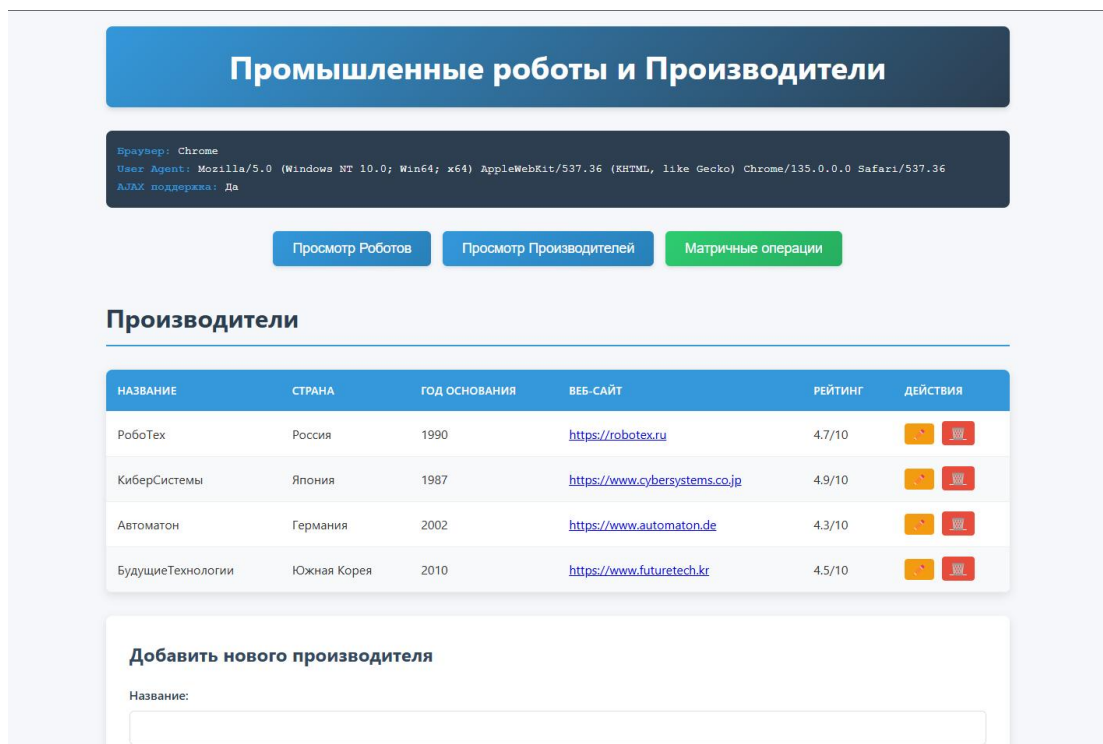 Промышленные роботы и Производители
Браузер: Chrome
User Agent: Mozilla/5.0 (Windows NT 10.0; Win64; x64) AppleWebKit/537.36 (KHTML, like Gecko) Chrome/135.0.0.0 Safari/537.36
AJAX поддержка: Да
Просмотр Роботов Просмотр Производителей Матричные операции
Производители
НАЗВАНИЕ СТРАНА ГОД ОСНОВАНИЯ ВЕБ-САЙТ РЕЙТИНГ ДЕЙСТВИЯ
РобоТех Россия 1990 https://robotex.ru 4.7/10
КиберСистемы Япония 1987 https://www.cybersystems.co.jp 4.9/10
Автоматон Германия 2002 https://www.automaton.de 4.3/10
БудущиеТехнологии Южная Корея 2010 https://www.futuretech.kr 4.5/10
Добавить нового производителя
Название: